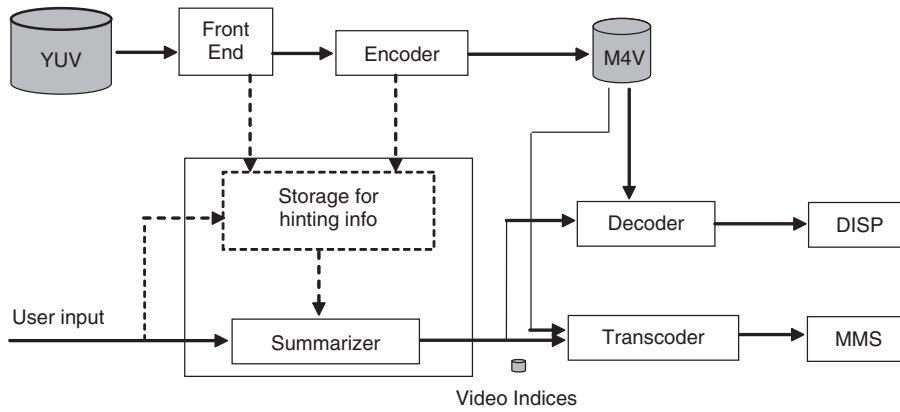 YUV
Front
End
Encoder
M4V
Storage for
hinting info
Decoder
DISP
User input
Summarizer
Transcoder
MMS
Video Indices